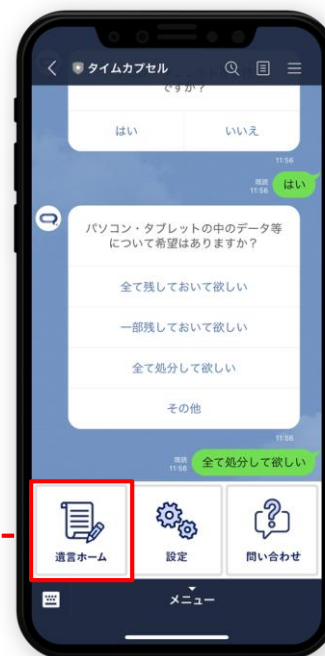 タイムカプセル
ですか?
はい
いいえ
11:56
既読
11:56
はい
パソコン・タブレットの中のデータ等
について希望はありますか?
全て残しておいて欲しい
一部残しておいて欲しい
全て処分して欲しい
その他
11:56
既読
11:56
全て処分して欲しい
遺言ホーム
設定
問い合わせ
メニュー